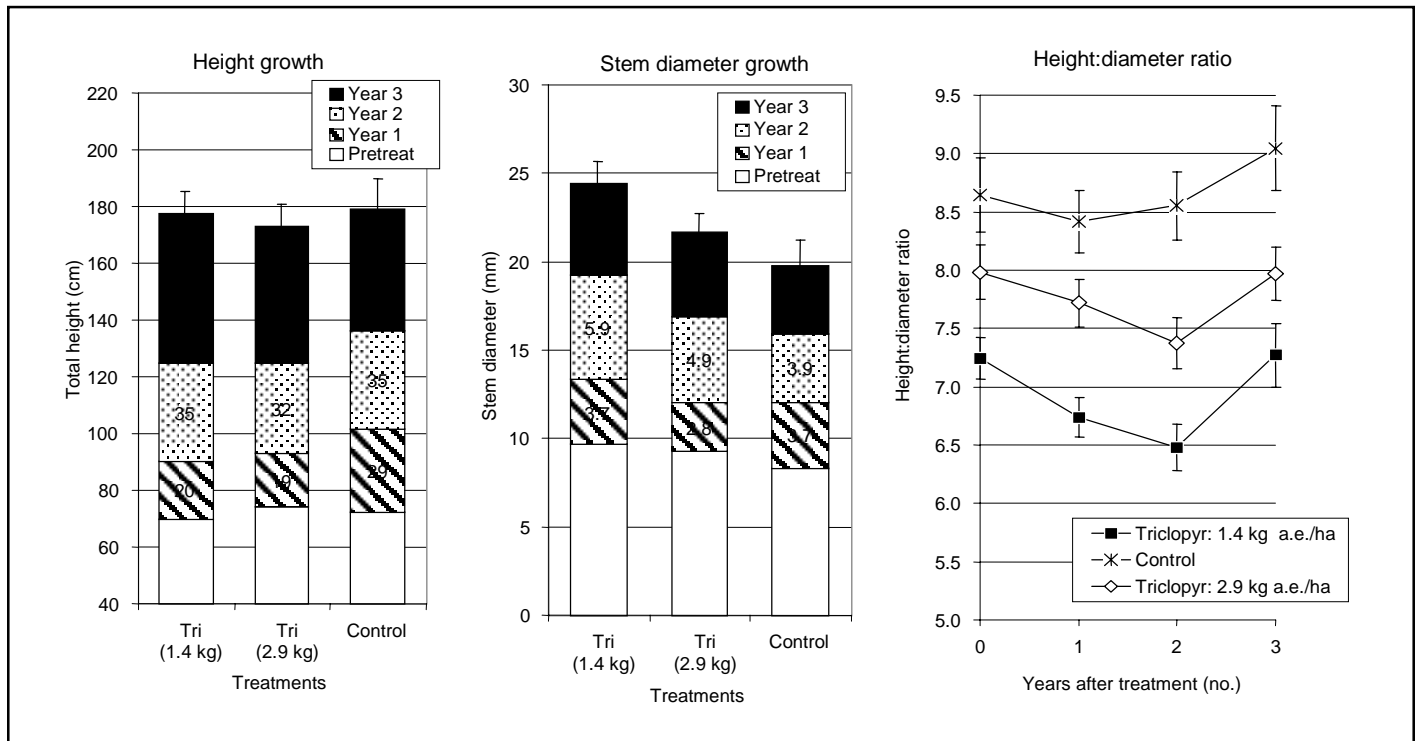 Height growth
Year 3
Year 2
Year 1
Pretreat
220
200
180
160
140
120
100
80
60
40
Total height (cm)
35
32
35
20
19
29
Tri
(1.4 kg)
Tri
(2.9 kg)
Control
Treatments
Stem diameter growth
Year 3
Year 2
Year 1
Pretreat
30
25
20
15
10
5
0
Stem diameter (mm)
5.9
4.9
3.9
3.7
2.8
3.7
Tri
(1.4 kg)
Tri
(2.9 kg)
Control
Treatments
Height:diameter ratio
9.5
9.0
8.5
8.0
7.5
7.0
6.5
6.0
5.5
5.0
Height:diameter ratio
Triclopyr: 1.4 kg a.e./ha
Control
Triclopyr: 2.9 kg a.e./ha
0 1 2 3
Years after treatment (no.)